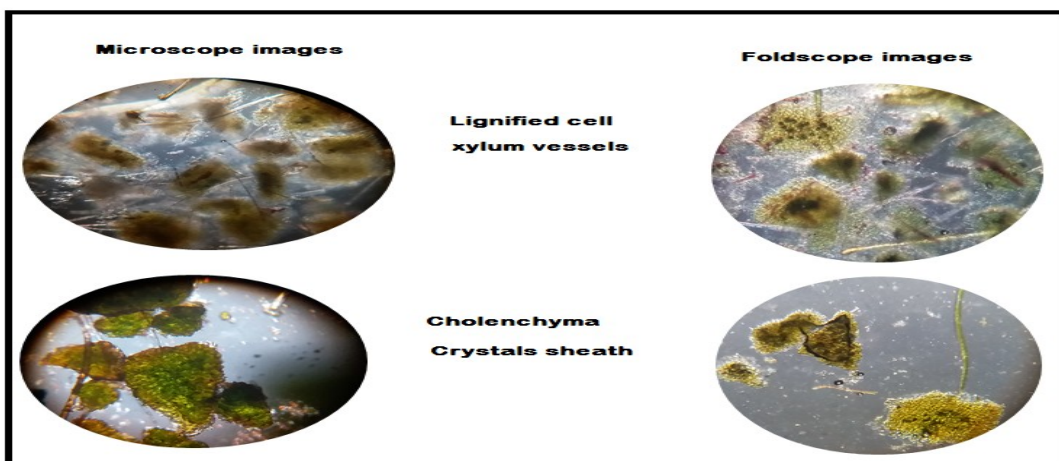 Microscope images
Foldscope images
Lignified cell
xylum vessels
Cholenchyma
Crystals sheath